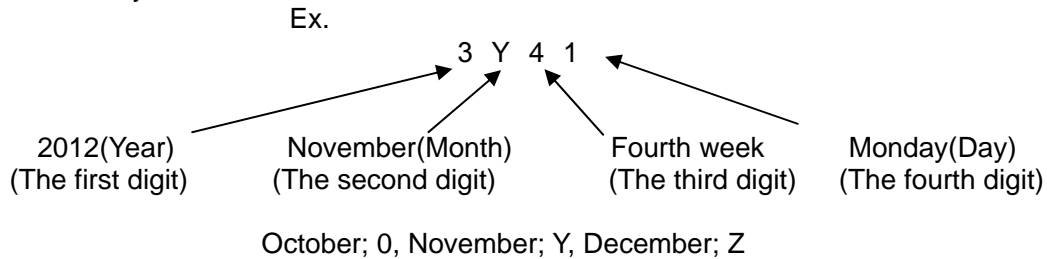 Ex.
3 Y 4 1
2012(Year) November(Month) Fourth week Monday(Day)
(The first digit) (The second digit) (The third digit) (The fourth digit)
October; 0, November; Y, December; Z